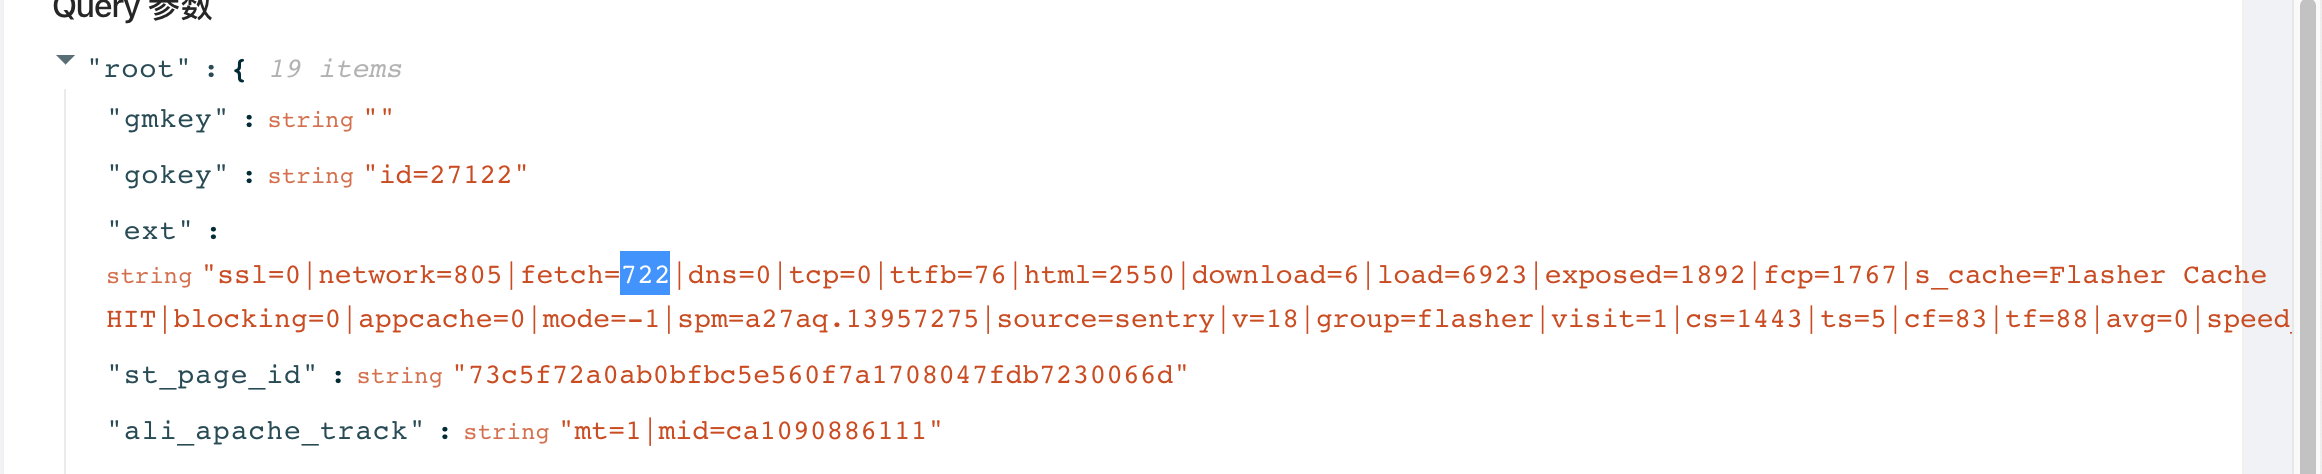 Query 参数
"root" : { 19 items
"gmkey" : string ""
"gokey" : string "id=27122"
"ext" :
string "ssl=0|network=805|fetch=722|dns=0|tcp=0|ttfb=76|html=2550|download=6|load=6923|exposed=1892|fcp=1767|s_cache=Flasher Cache
HIT|blocking=0|appcache=0|mode=-1|spm=a27aq.13957275|source=sentry|v=18|group=flasher|visit=1|cs=1443|ts=5|cf=83|tf=88|avg=0|speed_
"st_page_id" : string "73c5f72a0ab0bfbc5e560f7a1708047fdb7230066d"
"ali_apache_track" : string "mt=1|mid=ca1090886111"